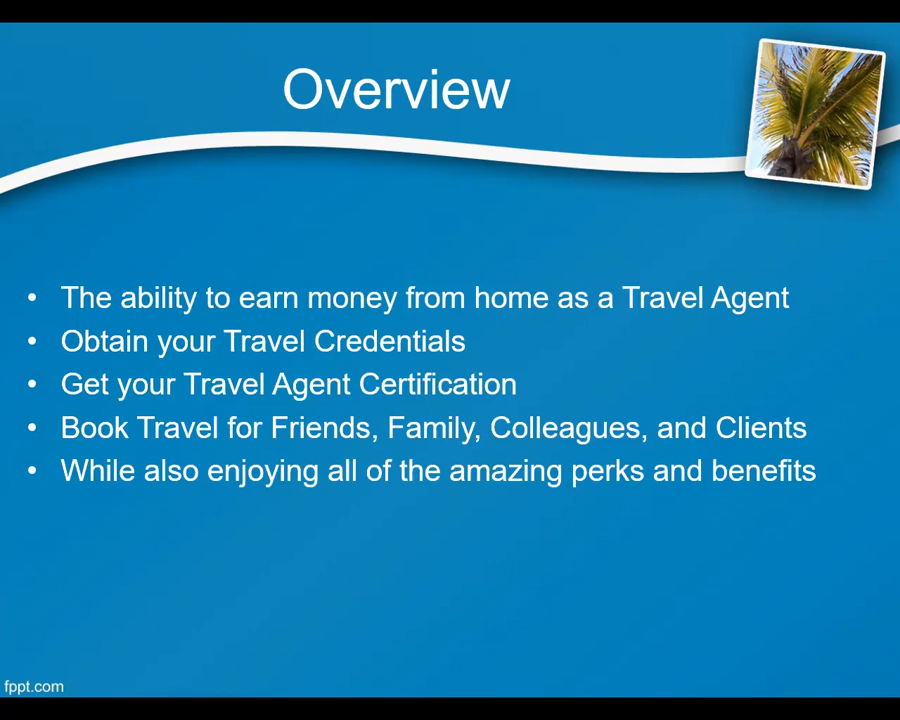 Overview
• The ability to earn money from home as a Travel Agent
• Obtain your Travel Credentials
• Get your Travel Agent Certification
• Book Travel for Friends, Family, Colleagues, and Clients
• While also enjoying all of the amazing perks and benefits
fppt.com